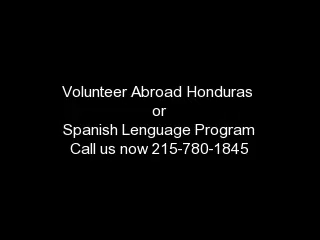 Volunteer Abroad Honduras
or
Spanish Lenguage Program
Call us now 215-780-1845